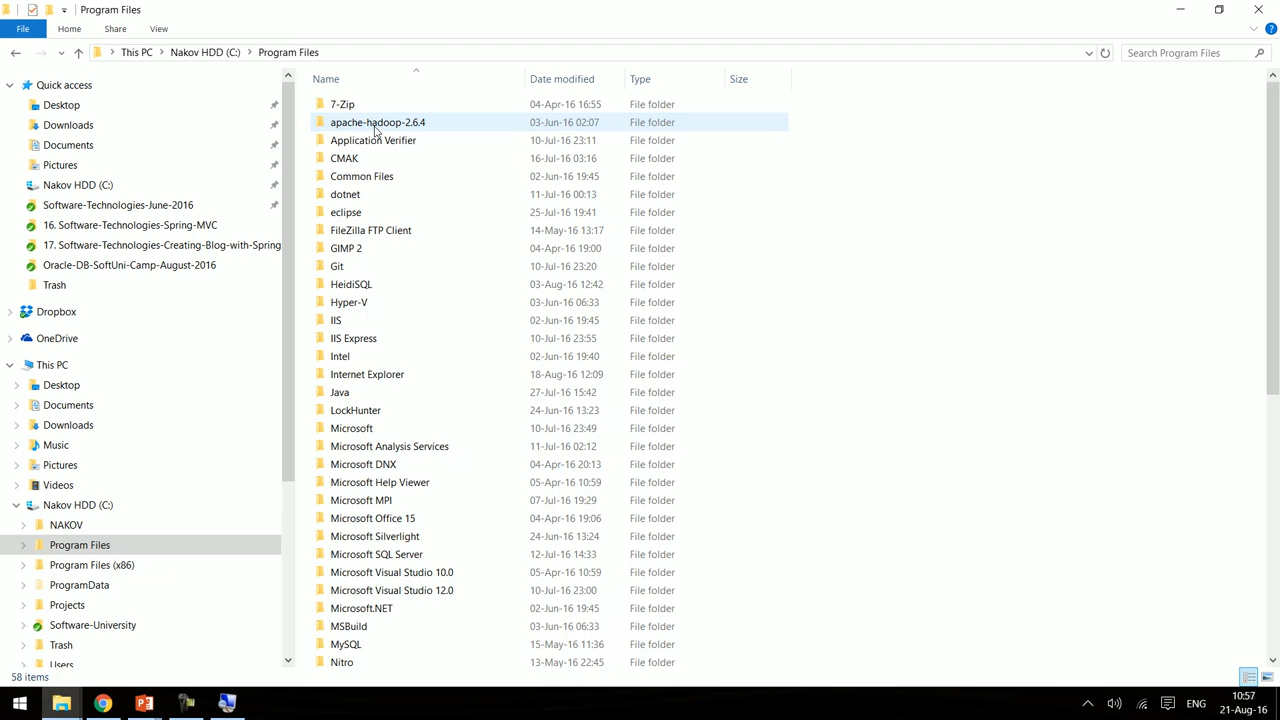 Program Files
File Home Share View
This PC Nakov HDD (C:) Program Files Search Program Files
Name Date modified Type Size
Quick access
Desktop
Downloads
Documents
Pictures
Nakov HDD (C:)
Software-Technologies-June-2016
16. Software-Technologies-Spring-MVC
17. Software-Technologies-Creating-Blog-with-Spring
Oracle-DB-SoftUni-Camp-August-2016
Trash
Dropbox
OneDrive
This PC
Desktop
Documents
Downloads
Music
Pictures
Videos
Nakov HDD (C:)
NAKOV
Program Files
Program Files (x86)
ProgramData
Projects
Software-University
Trash
Users
7-Zip 04-Apr-16 16:55 File folder
apache-hadoop-2.6.4 03-Jun-16 02:07 File folder
Application Verifier 10-Jul-16 23:11 File folder
CMAK 16-Jul-16 03:16 File folder
Common Files 02-Jun-16 19:45 File folder
dotnet 11-Jul-16 00:13 File folder
eclipse 25-Jul-16 19:41 File folder
FileZilla FTP Client 14-May-16 13:17 File folder
GIMP 2 04-Apr-16 19:00 File folder
Git 10-Jul-16 23:20 File folder
HeidiSQL 03-Aug-16 12:42 File folder
Hyper-V 03-Jun-16 06:33 File folder
IIS 02-Jun-16 19:45 File folder
IIS Express 10-Jul-16 23:55 File folder
Intel 02-Jun-16 19:40 File folder
Internet Explorer 18-Aug-16 12:09 File folder
Java 27-Jul-16 15:42 File folder
LockHunter 24-Jun-16 13:23 File folder
Microsoft 10-Jul-16 23:49 File folder
Microsoft Analysis Services 11-Jul-16 02:12 File folder
Microsoft DNX 04-Apr-16 20:13 File folder
Microsoft Help Viewer 05-Apr-16 10:59 File folder
Microsoft MPI 07-Jul-16 19:29 File folder
Microsoft Office 15 04-Apr-16 19:06 File folder
Microsoft Silverlight 24-Jun-16 13:24 File folder
Microsoft SQL Server 12-Jul-16 14:33 File folder
Microsoft Visual Studio 10.0 05-Apr-16 10:59 File folder
Microsoft Visual Studio 12.0 10-Jul-16 23:00 File folder
Microsoft.NET 02-Jun-16 19:45 File folder
MSBuild 03-Jun-16 06:33 File folder
MySQL 15-May-16 11:36 File folder
Nitro 13-May-16 22:45 File folder
58 items
ENG
10:57
21-Aug-16